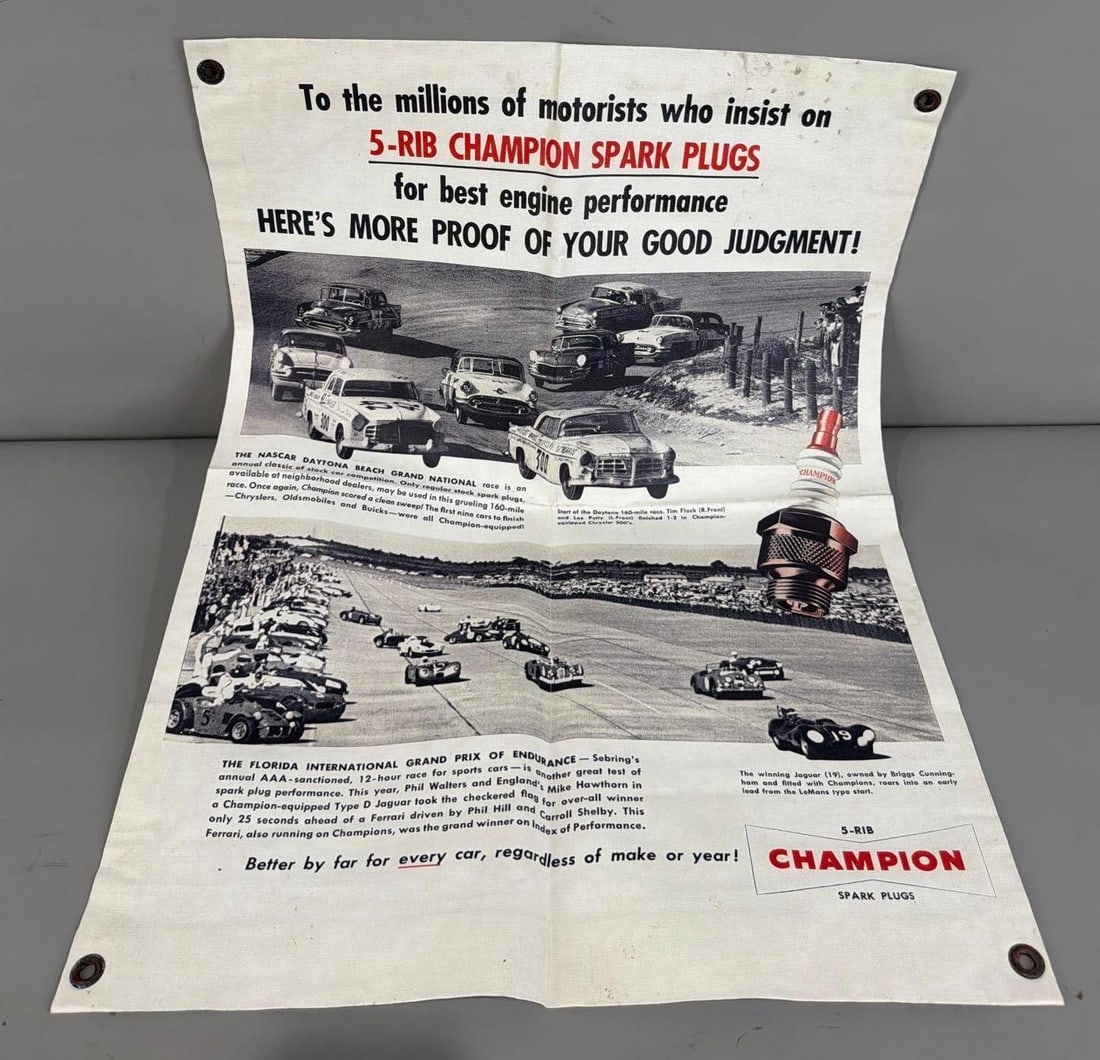 To the millions of motorists who insist on
5-RIB CHAMPION SPARK PLUGS
for best engine performance
HERE'S MORE PROOF OF YOUR GOOD JUDGMENT!
300
700
CHAMPION
THE NASCAR DAYTONA BEACH GRAND NATIONAL race is an
annual classic of stock car competition. Only regular stock spark plugs,
available at neighborhood dealers, may be used in this grueling 160-mile
race. Once again, Champion scored a clean sweep! The first nine cars to finish
—Chryslers, Oldsmobiles and Buicks—were all Champion-equipped!
Start of the Daytona 160-mile race. Tim Flock (R.Front)
and Lee Petty (L.Front) finished 1-2 in Champion-
equipped Chrysler 300's.
5
19
THE FLORIDA INTERNATIONAL GRAND PRIX OF ENDURANCE — Sebring's
annual AAA-sanctioned, 12-hour race for sports cars—is another great test of
spark plug performance. This year, Phil Walters and England's Mike Hawthorn in
a Champion-equipped Type D Jaguar took the checkered flag for over-all winner
only 25 seconds ahead of a Ferrari driven by Phil Hill and Carroll Shelby. This
Ferrari, also running on Champions, was the grand winner on Index of Performance.
The winning Jaguar (19), owned by Briggs Cunning-
ham and fitted with Champions, roars into an early
lead from the LeMans type start.
Better by far for every car, regardless of make or year!
5-RIB
CHAMPION
SPARK PLUGS